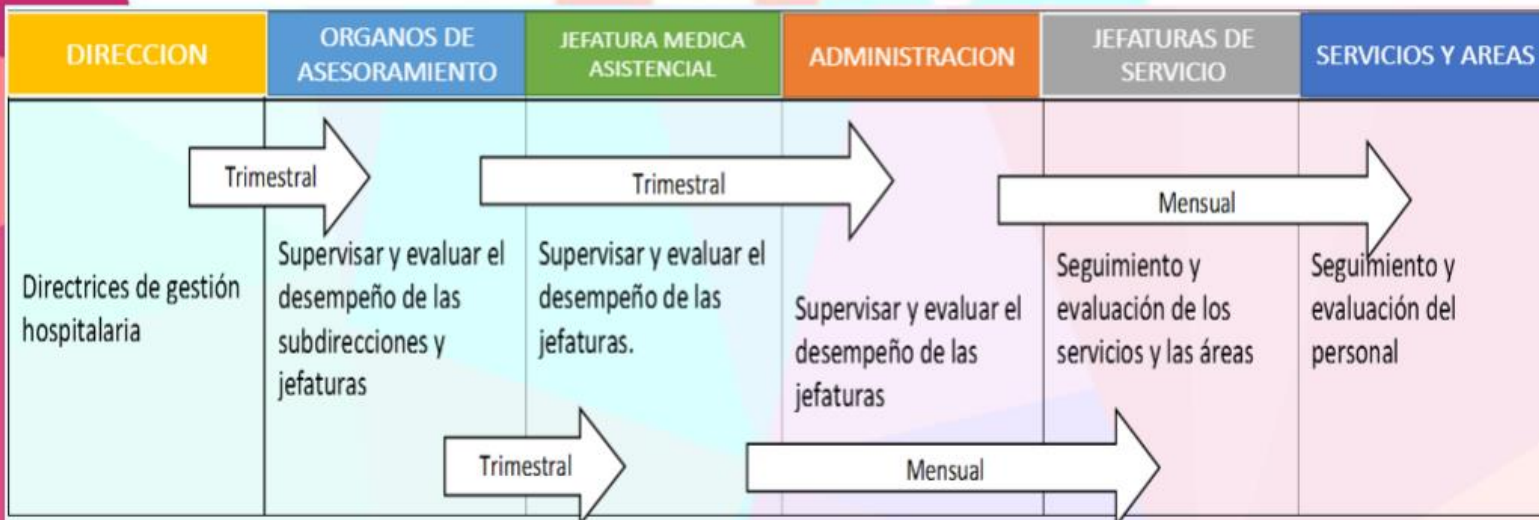 DIRECCION
ORGANOS DE
ASESORAMIENTO
JEFATURA MEDICA
ASISTENCIAL
ADMINISTRACION
JEFATURAS DE
SERVICIO
SERVICIOS Y AREAS
Trimestral
Trimestral
Mensual
Directrices de gestión
hospitalaria
Supervisar y evaluar el
desempeño de las
subdirecciones y
jefaturas
Supervisar y evaluar el
desempeño de las
jefaturas.
Supervisar y evaluar el
desempeño de las
jefaturas
Seguimiento y
evaluación de los
servicios y las áreas
Seguimiento y
evaluación del
personal
Trimestral
Mensual